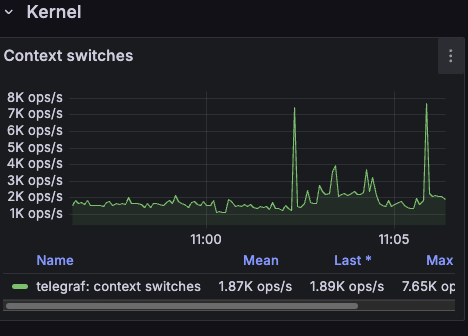 Kernel
Context switches
8K ops/s
7K ops/s
6K ops/s
5K ops/s
4K ops/s
3K ops/s
2K ops/s
1K ops/s
11:00 11:05
Name Mean Last * Max
telegraf: context switches 1.87K ops/s 1.89K ops/s 7.65K op